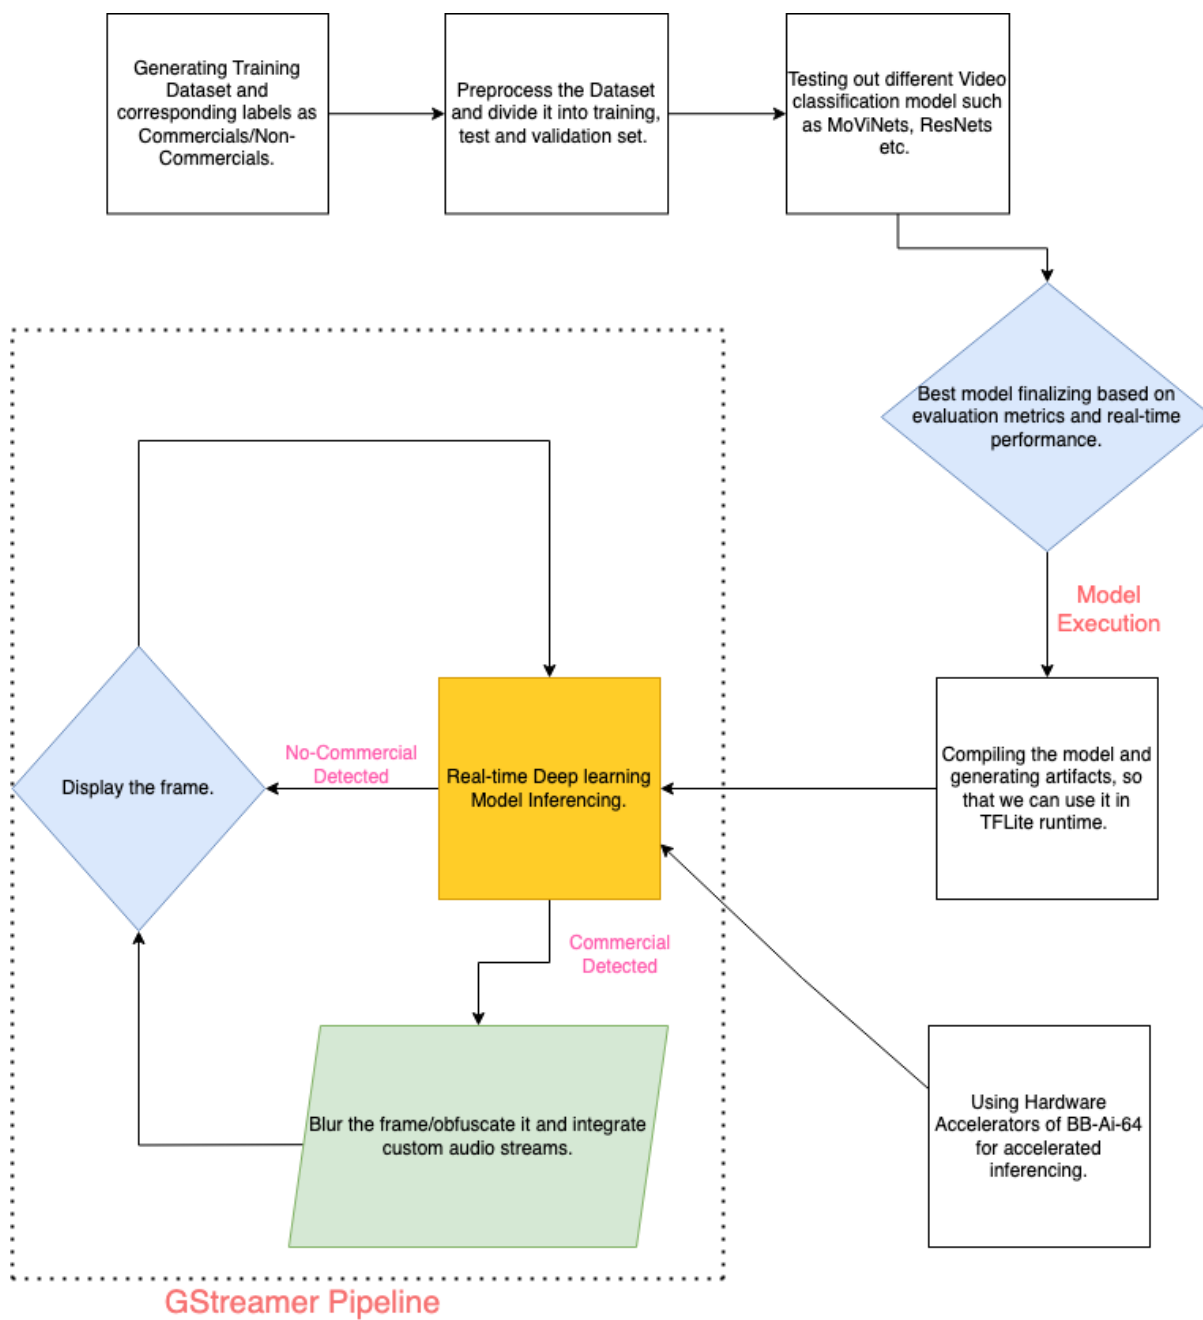 Generating Training
Dataset and
corresponding labels as
Commercials/Non-
Commercials.
Preprocess the Dataset
and divide it into training,
test and validation set.
Testing out different Video
classification model such
as MoViNets, ResNets
etc.
Best model finalizing based on
evaluation metrics and real-time
performance.
Model
Execution
Compiling the model and
generating artifacts, so
that we can use it in
TFLite runtime.
Real-time Deep learning
Model Inferencing.
No-Commercial
Detected
Display the frame.
Commercial
Detected
Blur the frame/obfuscate it and integrate
custom audio streams.
Using Hardware
Accelerators of BB-Ai-64
for accelerated
inferencing.
GStreamer Pipeline